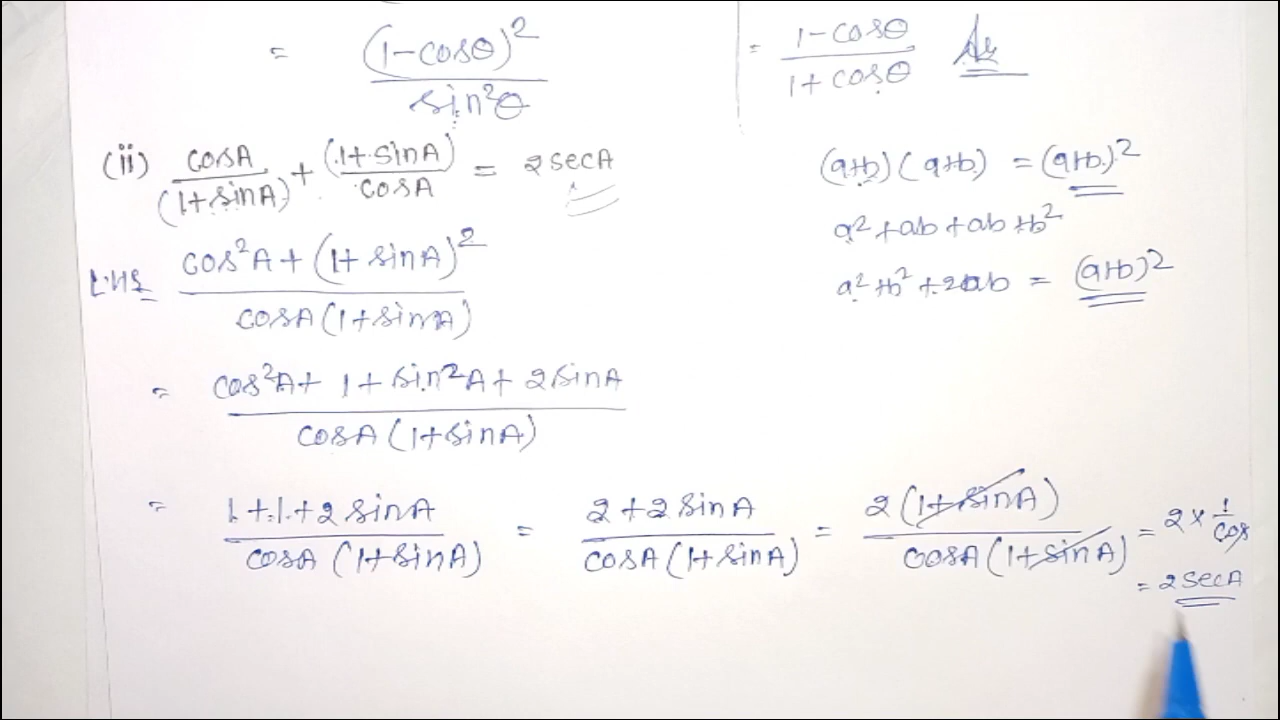 = (1-cosθ)² / sin²θ
= 1-cosθ / 1+cosθ Ans
(ii) cosA / (1+sinA) + (1+sinA) / cosA = 2secA
LHS cos²A + (1+sinA)² / cosA(1+sinA)
= cos²A + 1 + sin²A + 2sinA / cosA(1+sinA)
= 1+1+2sinA / cosA(1+sinA) = 2+2sinA / cosA(1+sinA) = 2(1+sinA) / cosA(1+sinA) = 2 × 1/cos
= 2secA
(a+b)(a+b) = (a+b)²
a²+ab+ab+b²
a²+b²+2ab = (a+b)²